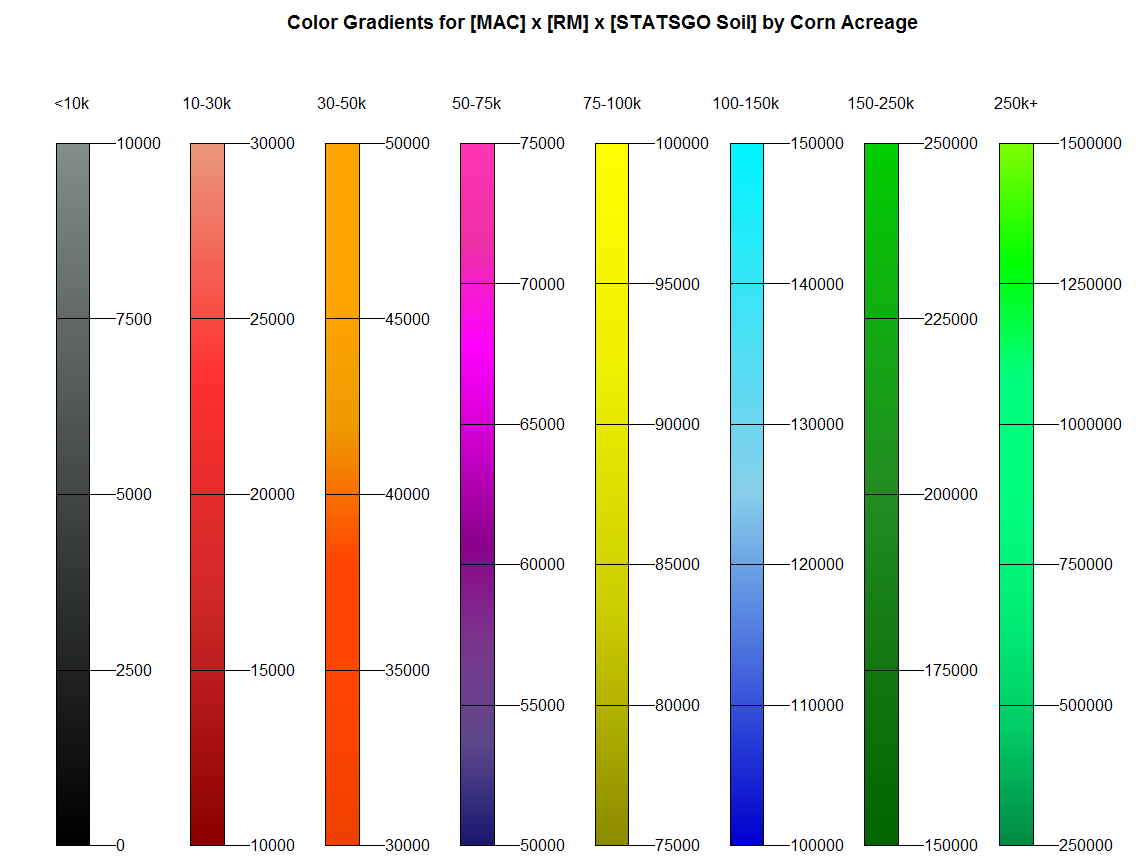 Color Gradients for [MAC] x [RM] x [STATSGO Soil] by Corn Acreage
<10k 10-30k 30-50k 50-75k 75-100k 100-150k 150-250k 250k+
10000 30000 50000 75000 100000 150000 250000 1500000
70000 95000 140000 1250000
7500 25000 45000 225000
65000 90000 130000 1000000
5000 20000 40000 200000
60000 85000 120000 750000
2500 15000 35000 175000
55000 80000 110000 500000
0 10000 30000 50000 75000 100000 150000 250000